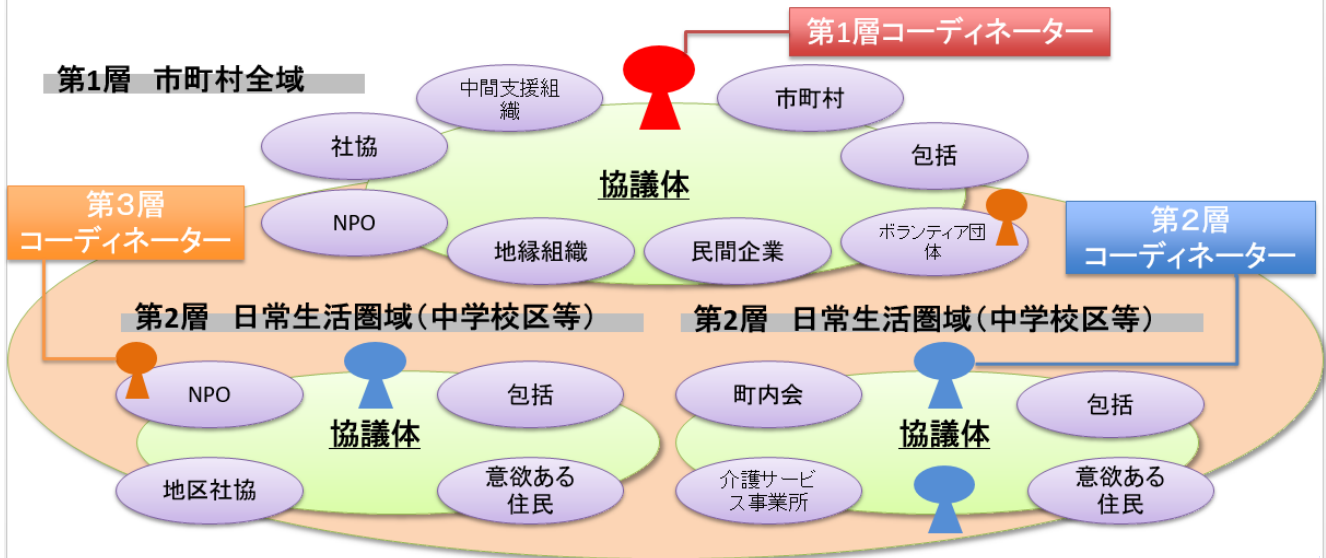 第1層コーディネーター
第1層 市町村全域
中間支援組
織
市町村
社協
包括
協議体
NPO
ボランティア団
体
地縁組織
民間企業
第3層
コーディネーター
第2層
コーディネーター
第2層 日常生活圏域(中学校区等)
第2層 日常生活圏域(中学校区等)
NPO
包括
協議体
地区社協
意欲ある
住民
町内会
包括
協議体
介護サービ
ス事業所
意欲ある
住民